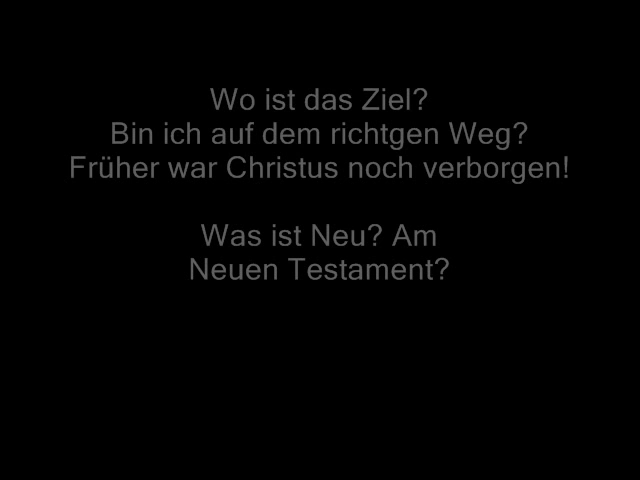 Wo ist das Ziel?
Bin ich auf dem richtgen Weg?
Früher war Christus noch verborgen!
Was ist Neu? Am
Neuen Testament?